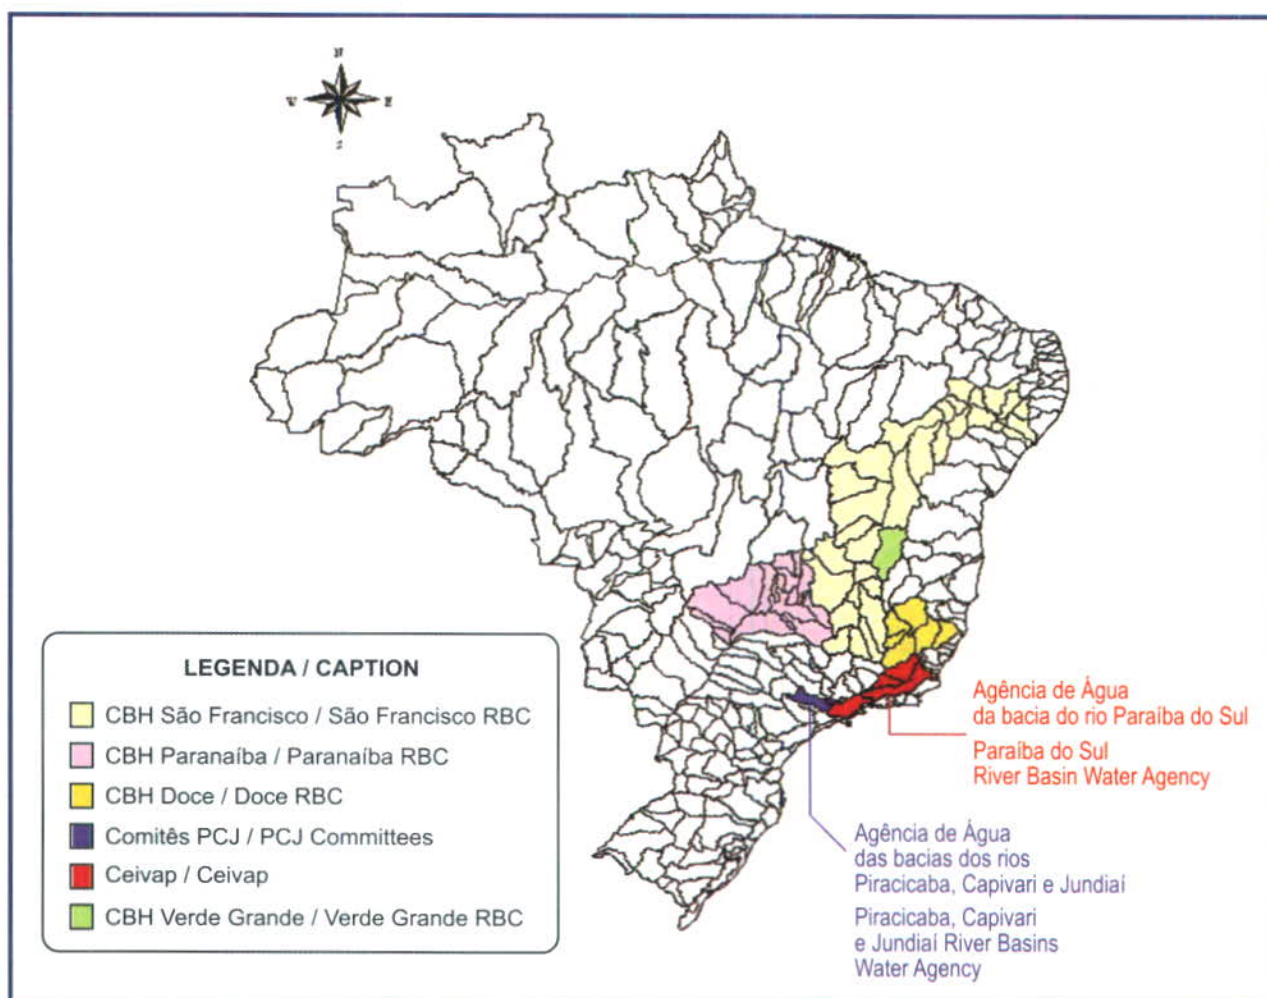 N
W E
S
LEGENDA / CAPTION
CBH São Francisco / São Francisco RBC
CBH Paranaíba / Paranaíba RBC
CBH Doce / Doce RBC
Comitês PCJ / PCJ Committees
Ceivap / Ceivap
CBH Verde Grande / Verde Grande RBC
Agência de Água
da bacia do rio Paraíba do Sul
Paraíba do Sul
River Basin Water Agency
Agência de Água
das bacias dos rios
Piracicaba, Capivari e Jundiaí
Piracicaba, Capivari
e Jundiaí River Basins
Water Agency